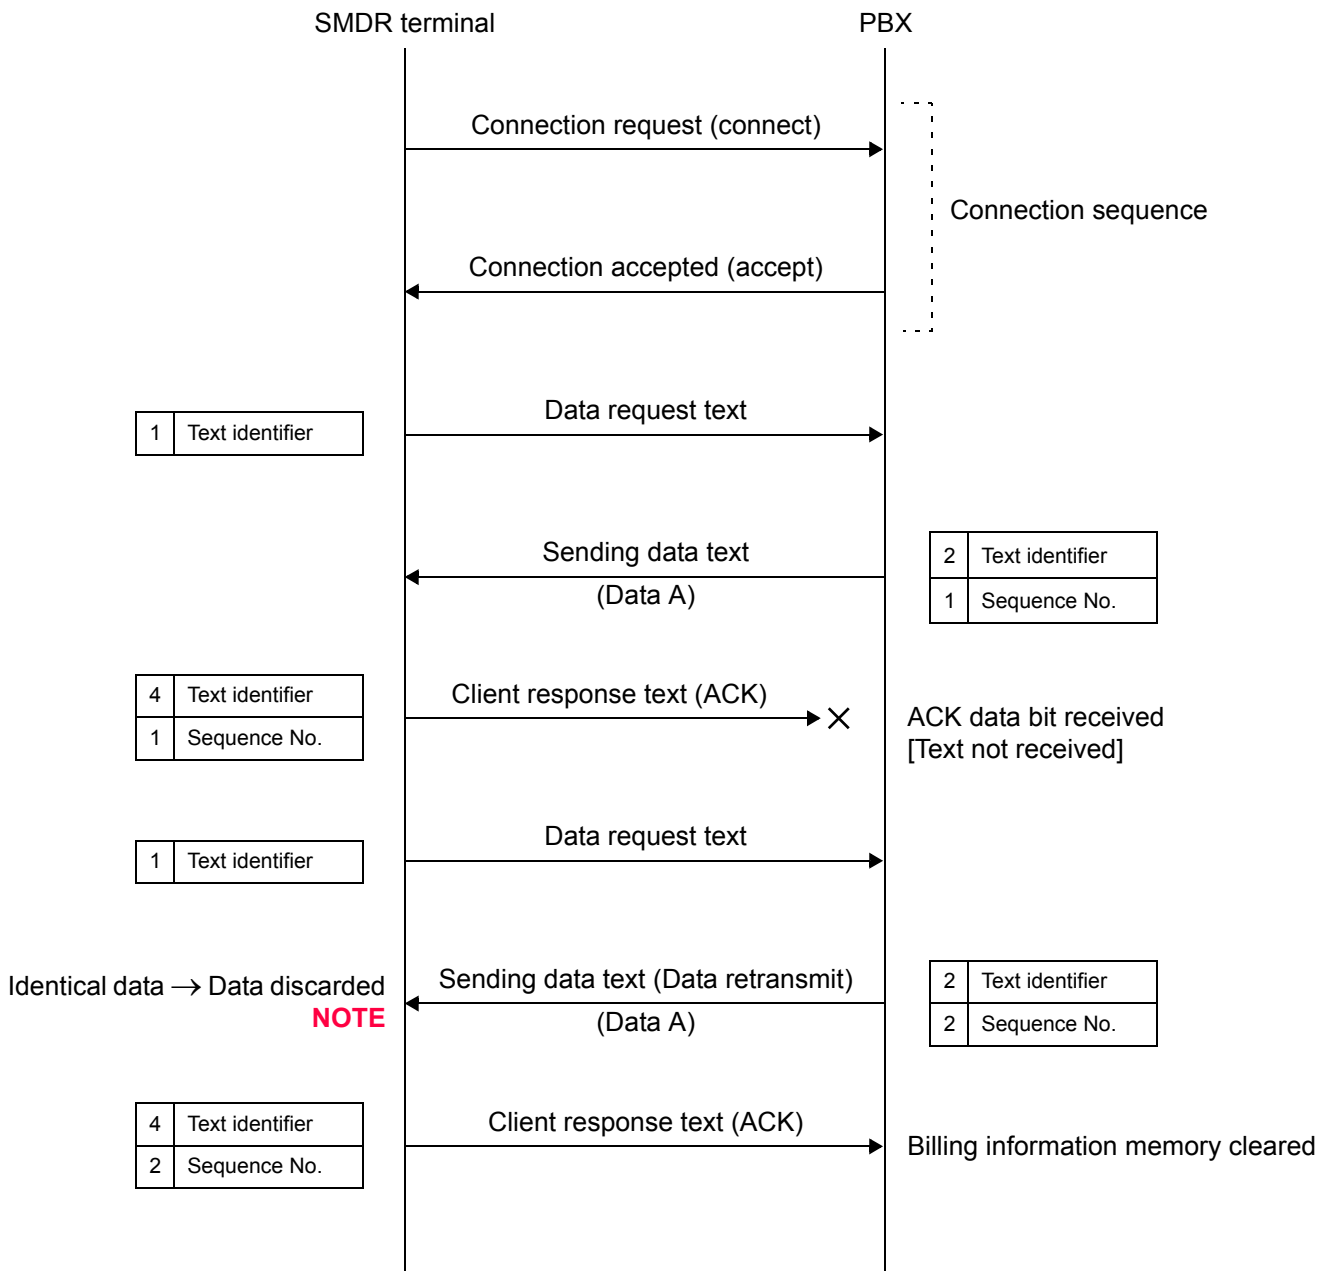 SMDR terminal
PBX
Connection request (connect)
Connection sequence
Connection accepted (accept)
Data request text
1 Text identifier
Sending data text
(Data A)
2 Text identifier
1 Sequence No.
4 Text identifier
1 Sequence No.
Client response text (ACK)
ACK data bit received
[Text not received]
Data request text
1 Text identifier
Identical data → Data discarded
NOTE
Sending data text (Data retransmit)
(Data A)
2 Text identifier
2 Sequence No.
4 Text identifier
2 Sequence No.
Client response text (ACK)
Billing information memory cleared